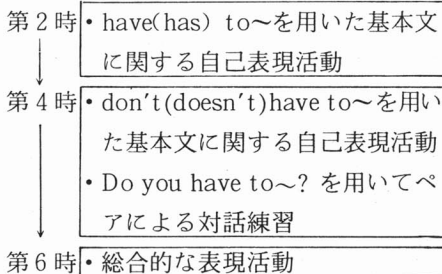 第2時・have(has) to～を用いた基本文
に関する自己表現活動
第4時・don't(doesn't)have to～を用い
た基本文に関する自己表現活動
・Do you have to～? を用いてペ
アによる対話練習
第6時・総合的な表現活動